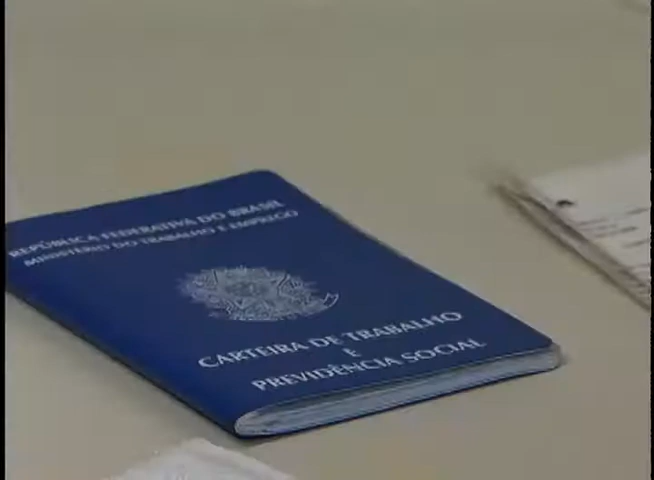 REPÚBLICA FEDERATIVA DO BRASIL
MINISTÉRIO DO TRABALHO E EMPREGO
CARTEIRA DE TRABALHO
E
PREVIDÊNCIA SOCIAL